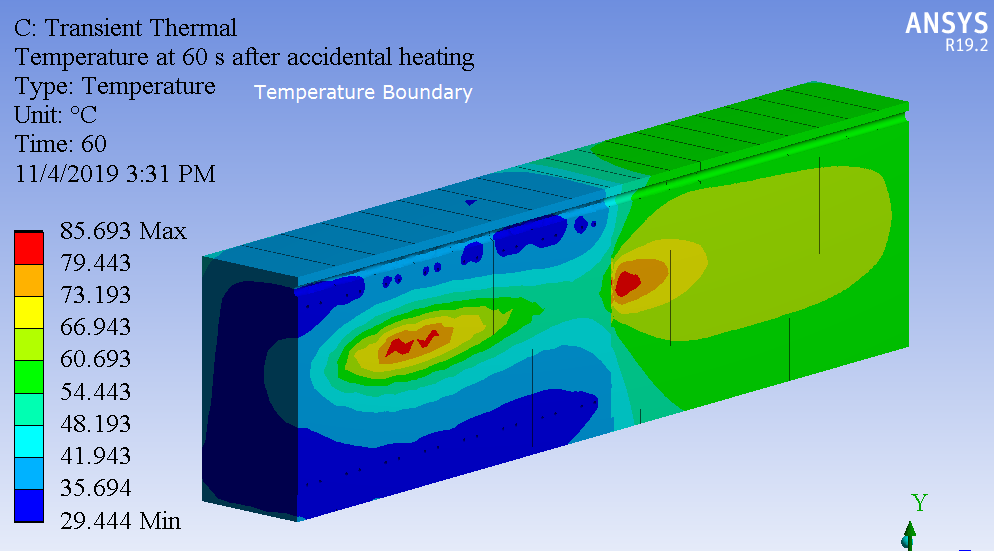 C: Transient Thermal
Temperature at 60 s after accidental heating
Type: Temperature
Unit: °C
Time: 60
11/4/2019 3:31 PM
Temperature Boundary
ANSYS
R19.2
85.693 Max
79.443
73.193
66.943
60.693
54.443
48.193
41.943
35.694
29.444 Min
Y